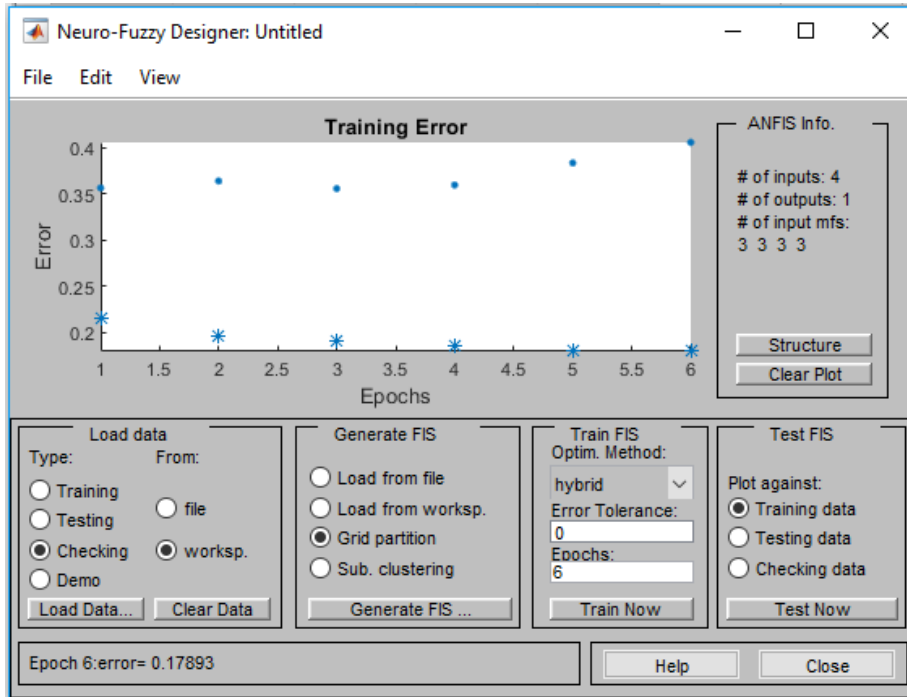 Neuro-Fuzzy Designer: Untitled
File Edit View
Training Error
0.4
0.35
0.3
0.25
0.2
Error
1 1.5 2 2.5 3 3.5 4 4.5 5 5.5 6
Epochs
ANFIS Info.
# of inputs: 4
# of outputs: 1
# of input mfs:
3 3 3 3
Structure
Clear Plot
Load data
Type: From:
Training
Testing
Checking
Demo
file
worksp.
Load Data... Clear Data
Generate FIS
Load from file
Load from worksp.
Grid partition
Sub. clustering
Generate FIS ...
Train FIS
Optim. Method:
hybrid
Error Tolerance:
0
Epochs:
6
Train Now
Test FIS
Plot against:
Training data
Testing data
Checking data
Test Now
Epoch 6:error= 0.17893
Help Close